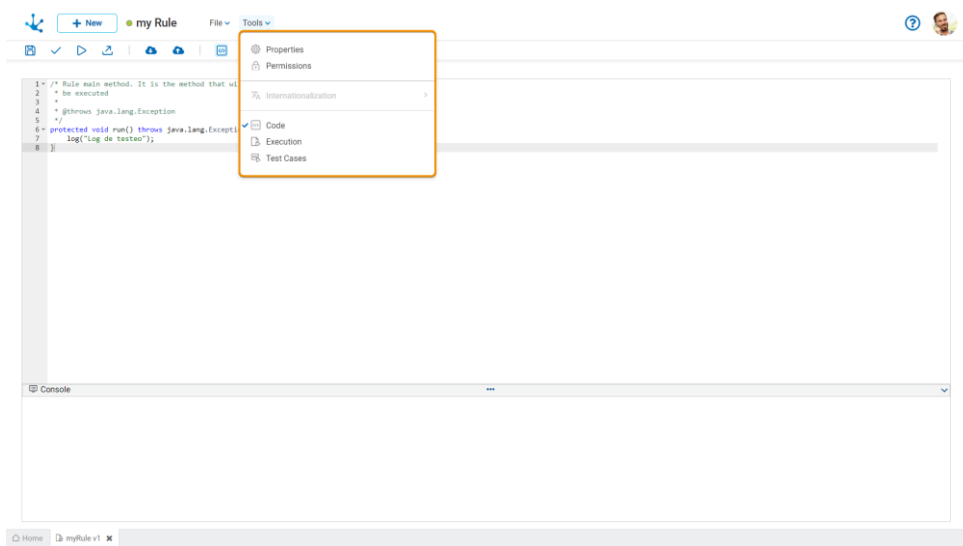 + New
my Rule
File
Tools
Properties
Permissions
Internationalization
Code
Execution
Test Cases
1 /* Rule main method. It is the method that wi
2 * be executed
3 *
4 * @throws java.lang.Exception
5 */
6 protected void run() throws java.lang.Excepti
7 log("Log de testeo");
8 }
Console
Home
myRule v1